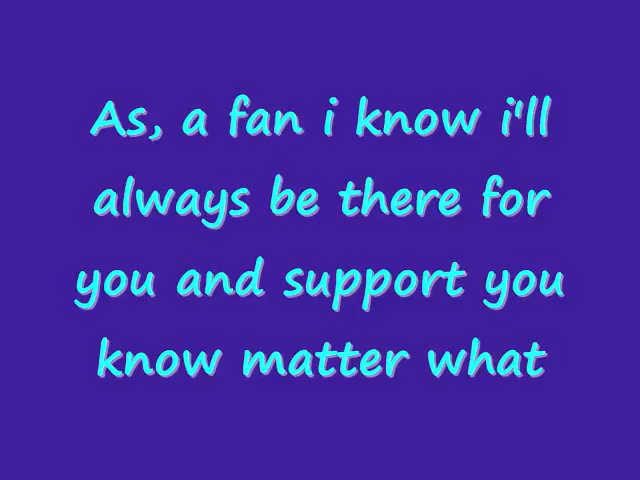 As, a fan i know i'll
always be there for
you and support you
know matter what